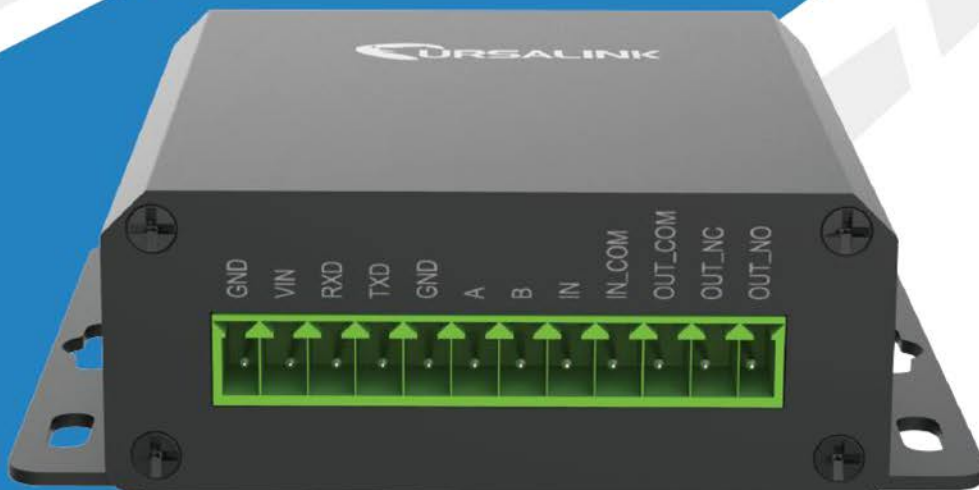 URSALINK
GND
VIN
RXD
TXD
GND
A
B
IN
IN_COM
OUT_COM
OUT_NC
OUT_NO